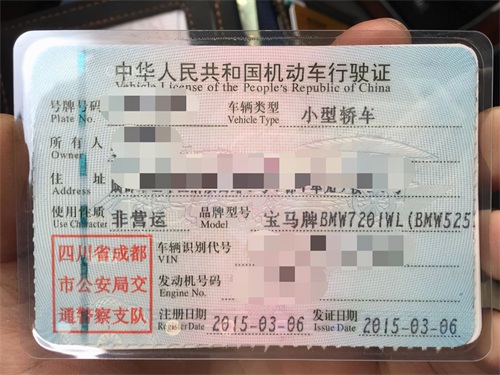 中华人民共和国机动车行驶证
Vehicle License of the People's Republic of China
号牌号码
Plate No.
车辆类型 小型轿车
Vehicle Type
所有人
Owner
住址
Address
使用性质 非营运 品牌型号 宝马牌BMW7201WL(BMW525
Use Character Model
四川省成都
市公安局交
通警察支队
车辆识别代号
VIN
发动机号码
Engine No.
注册日期 2015-03-06 发证日期 2015-03-06
Register Date Issue Date